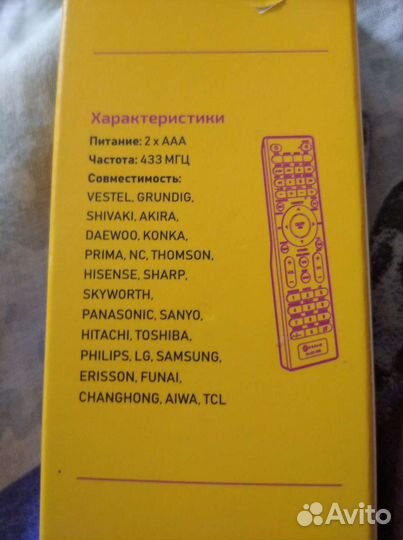 Характеристики
Питание: 2 x AAA
Частота: 433 МГЦ
Совместимость:
VESTEL, GRUNDIG,
SHIVAKI, AKIRA,
DAEWOO, KONKA,
PRIMA, NC, THOMSON,
HISENSE, SHARP,
SKYWORTH,
PANASONIC, SANYO,
HITACHI, TOSHIBA,
PHILIPS, LG, SAMSUNG,
ERISSON, FUNAI,
CHANGHONG, AIWA, TCL
Avito